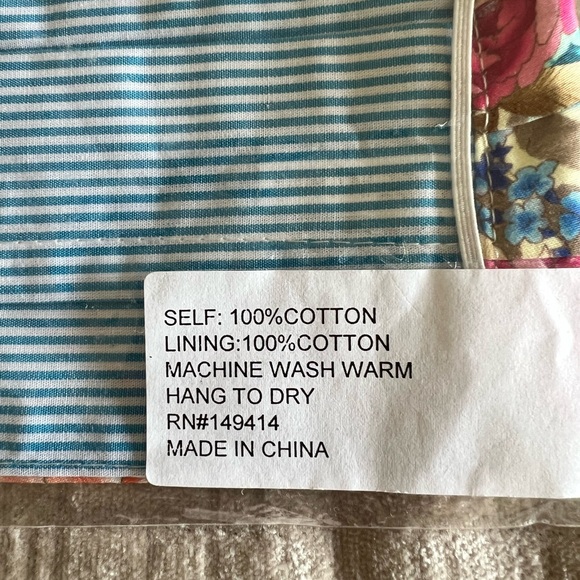 SELF: 100%COTTON
LINING:100%COTTON
MACHINE WASH WARM
HANG TO DRY
RN#149414
MADE IN CHINA